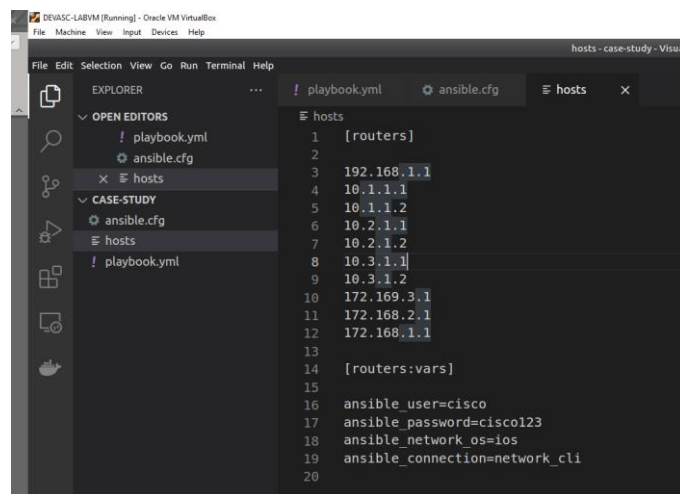 DEVASC-LABVM [Running] - Oracle VM VirtualBox
File Machine View Input Devices Help
hosts - case-study - Visua
File Edit Selection View Go Run Terminal Help
EXPLORER ...
! playbook.yml ansible.cfg hosts ×
OPEN EDITORS
! playbook.yml
ansible.cfg
× hosts
CASE-STUDY
ansible.cfg
hosts
! playbook.yml
hosts
1 [routers]
2
3 192.168.1.1
4 10.1.1.1
5 10.1.1.2
6 10.2.1.1
7 10.2.1.2
8 10.3.1.1
9 10.3.1.2
10 172.169.3.1
11 172.168.2.1
12 172.168.1.1
13
14 [routers:vars]
15
16 ansible_user=cisco
17 ansible_password=cisco123
18 ansible_network_os=ios
19 ansible_connection=network_cli
20